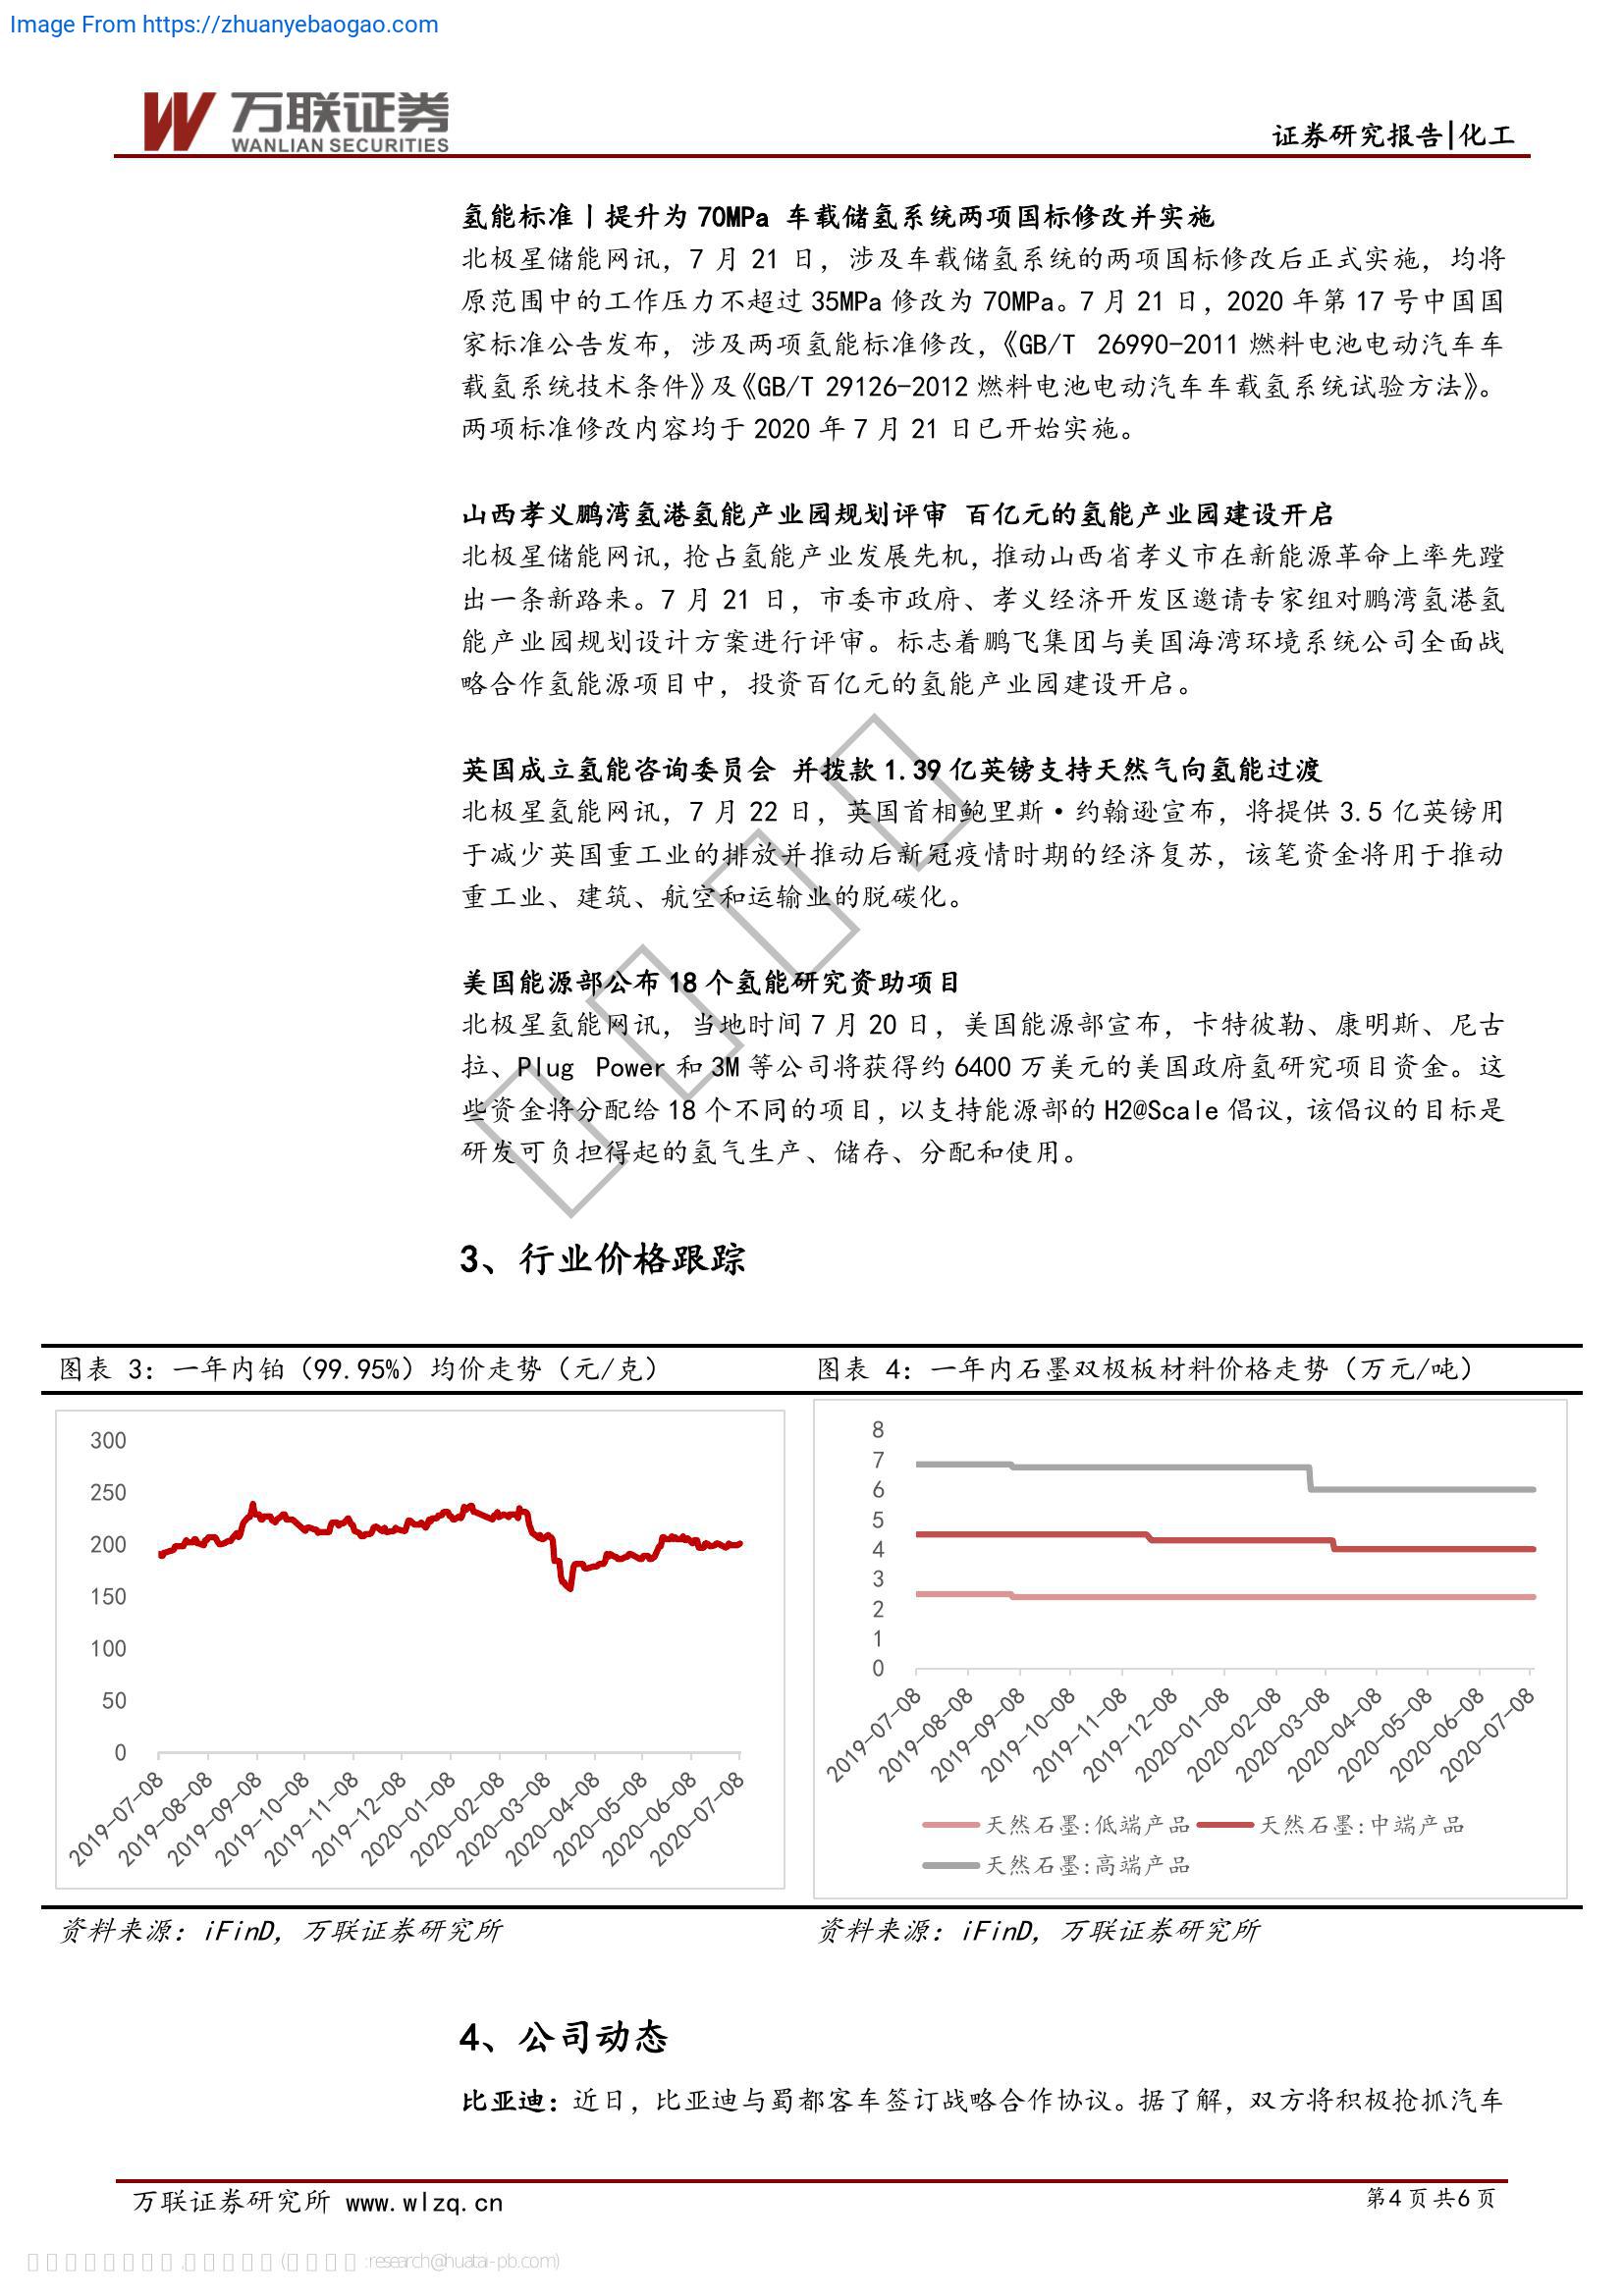 Image From https://zhuanyebaogao.com
万联证券
WANLIAN SECURITIES
证券研究报告|化工
氢能标准丨提升为 70MPa 车载储氢系统两项国标修改并实施
北极星储能网讯，7 月 21 日，涉及车载储氢系统的两项国标修改后正式实施，均将
原范围中的工作压力不超过 35MPa 修改为 70MPa。7 月 21 日，2020 年第 17 号中国国
家标准公告发布，涉及两项氢能标准修改，《GB/T 26990-2011 燃料电池电动汽车车
载氢系统技术条件》及《GB/T 29126-2012 燃料电池电动汽车车载氢系统试验方法》。
两项标准修改内容均于 2020 年 7 月 21 日已开始实施。
山西孝义鹏湾氢港氢能产业园规划评审 百亿元的氢能产业园建设开启
北极星储能网讯，抢占氢能产业发展先机，推动山西省孝义市在新能源革命上率先蹚
出一条新路来。7 月 21 日，市委市政府、孝义经济开发区邀请专家组对鹏湾氢港氢
能产业园规划设计方案进行评审。标志着鹏飞集团与美国海湾环境系统公司全面战
略合作氢能源项目中，投资百亿元的氢能产业园建设开启。
英国成立氢能咨询委员会 并拨款 1.39 亿英镑支持天然气向氢能过渡
北极星氢能网讯，7 月 22 日，英国首相鲍里斯·约翰逊宣布，将提供 3.5 亿英镑用
于减少英国重工业的排放并推动后新冠疫情时期的经济复苏，该笔资金将用于推动
重工业、建筑、航空和运输业的脱碳化。
美国能源部公布 18 个氢能研究资助项目
北极星氢能网讯，当地时间 7 月 20 日，美国能源部宣布，卡特彼勒、康明斯、尼古
拉、Plug Power 和 3M 等公司将获得约 6400 万美元的美国政府氢研究项目资金。这
些资金将分配给 18 个不同的项目，以支持能源部的 H2@Scale 倡议，该倡议的目标是
研发可负担得起的氢气生产、储存、分配和使用。
3、行业价格跟踪
图表 3：一年内铂（99.95%）均价走势（元/克）
300
250
200
150
100
50
0
2019-07-08
2019-08-08
2019-09-08
2019-10-08
2019-11-08
2019-12-08
2020-01-08
2020-02-08
2020-03-08
2020-04-08
2020-05-08
2020-06-08
2020-07-08
资料来源：iFinD，万联证券研究所
图表 4：一年内石墨双极板材料价格走势（万元/吨）
8
7
6
5
4
3
2
1
0
2019-07-08
2019-08-08
2019-09-08
2019-10-08
2019-11-08
2019-12-08
2020-01-08
2020-02-08
2020-03-08
2020-04-08
2020-05-08
2020-06-08
2020-07-08
天然石墨:低端产品 天然石墨:中端产品
天然石墨:高端产品
资料来源：iFinD，万联证券研究所
4、公司动态
比亚迪：近日，比亚迪与蜀都客车签订战略合作协议。据了解，双方将积极抢抓汽车
万联证券研究所 www.wlzq.cn
第 4 页 共 6 页
research@huatai-pb.com)